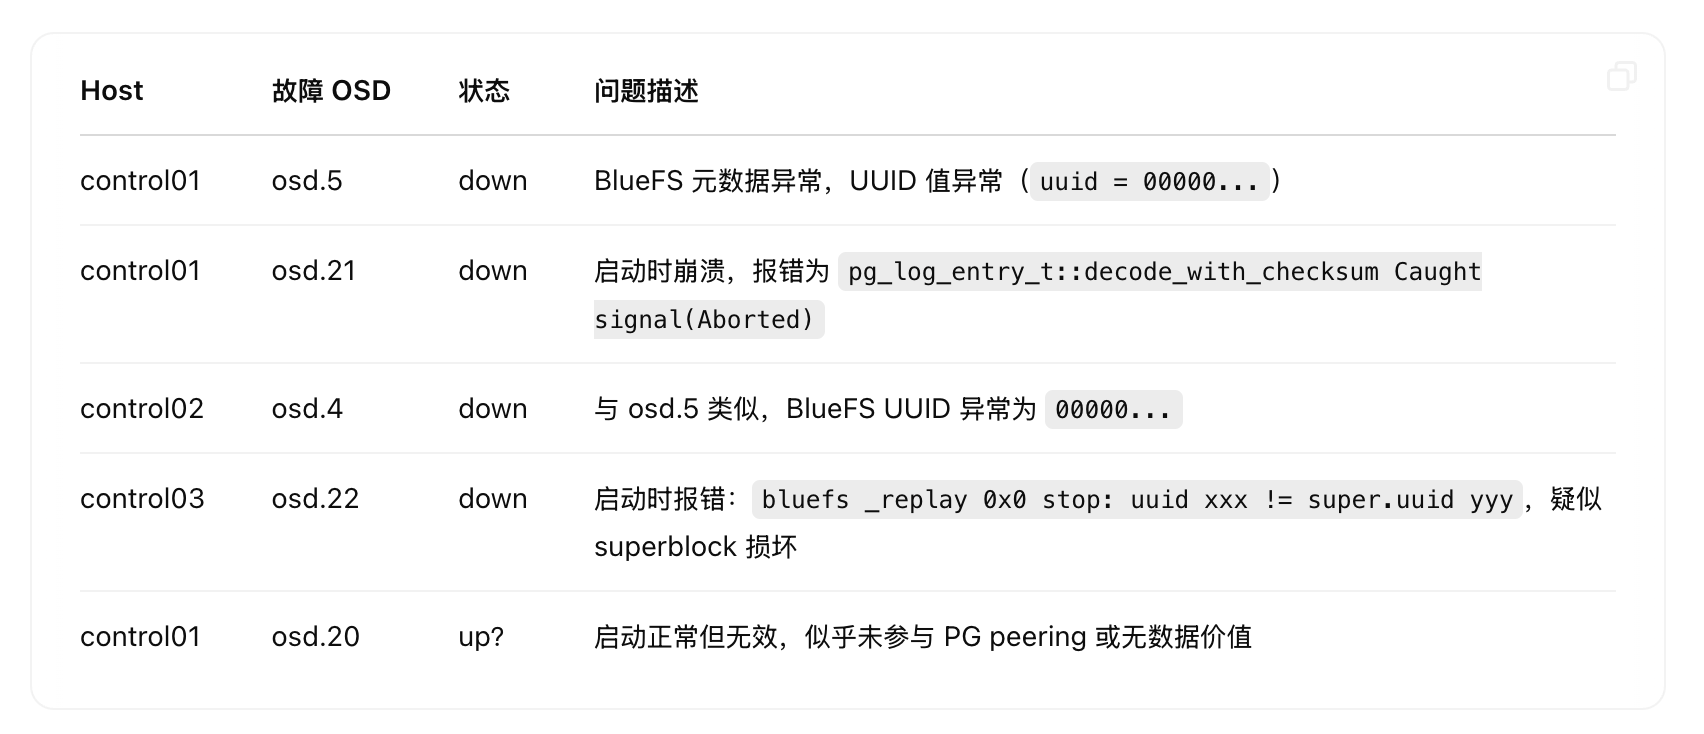 Host 故障 OSD 状态 问题描述
control01 osd.5 down BlueFS 元数据异常，UUID 值异常（uuid = 00000...）
control01 osd.21 down 启动时崩溃，报错为 pg_log_entry_t::decode_with_checksum Caught
signal(Aborted)
control02 osd.4 down 与 osd.5 类似，BlueFS UUID 异常为 00000...
control03 osd.22 down 启动时报错：bluefs _replay 0x0 stop: uuid xxx != super.uuid yyy，疑似
superblock 损坏
control01 osd.20 up? 启动正常但无效，似乎未参与 PG peering 或无数据价值